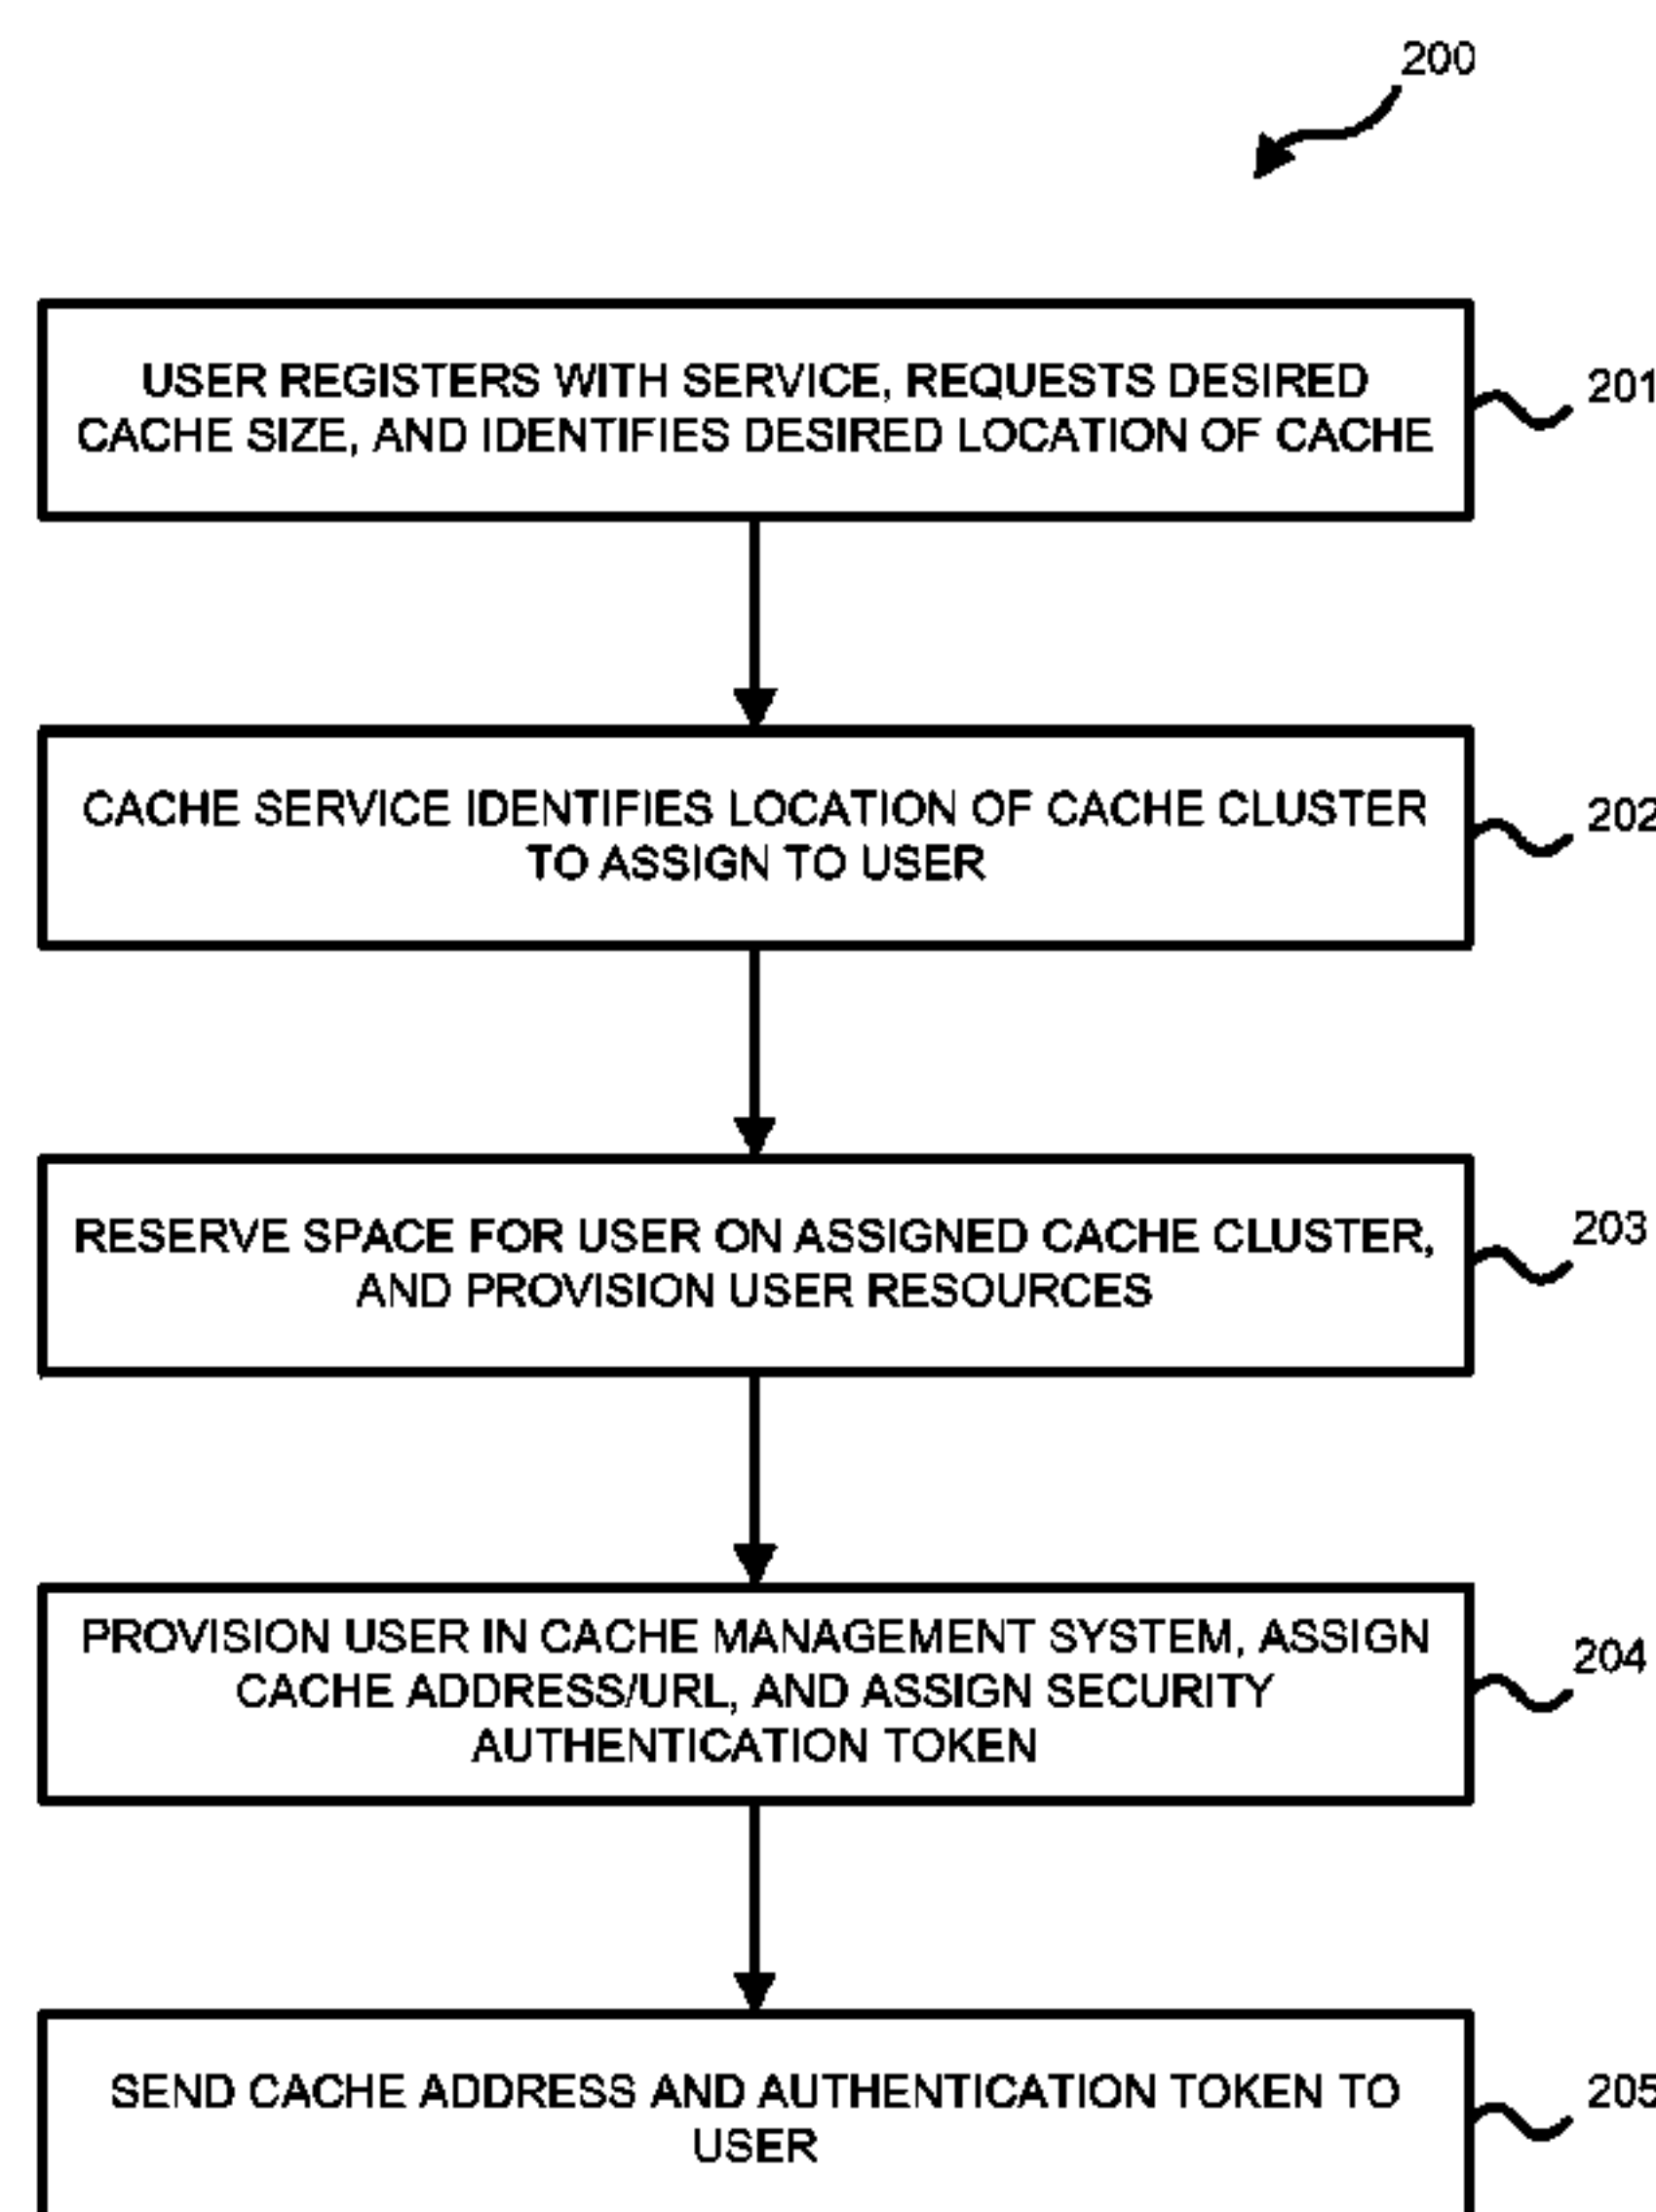 200
USER REGISTERS WITH SERVICE, REQUESTS DESIRED
CACHE SIZE, AND IDENTIFIES DESIRED LOCATION OF CACHE
201
CACHE SERVICE IDENTIFIES LOCATION OF CACHE CLUSTER
TO ASSIGN TO USER
202
RESERVE SPACE FOR USER ON ASSIGNED CACHE CLUSTER,
AND PROVISION USER RESOURCES
203
PROVISION USER IN CACHE MANAGEMENT SYSTEM, ASSIGN
CACHE ADDRESS/URL, AND ASSIGN SECURITY
AUTHENTICATION TOKEN
204
SEND CACHE ADDRESS AND AUTHENTICATION TOKEN TO
USER
205